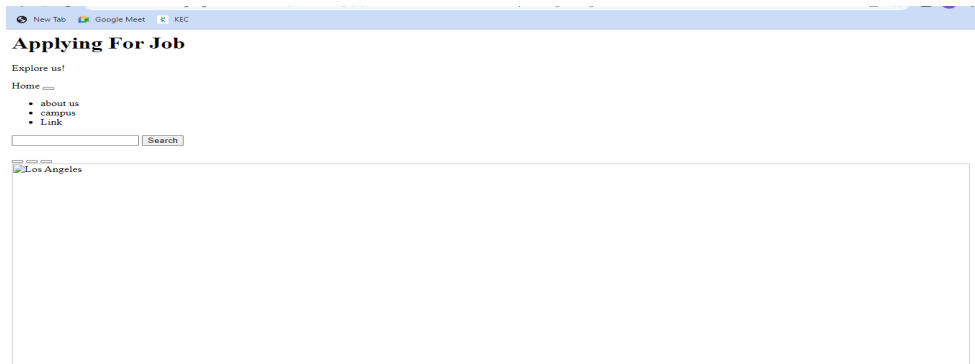 New Tab Google Meet KEC
Applying For Job
Explore us!
Home
about us
campus
Link
Search
Los Angeles